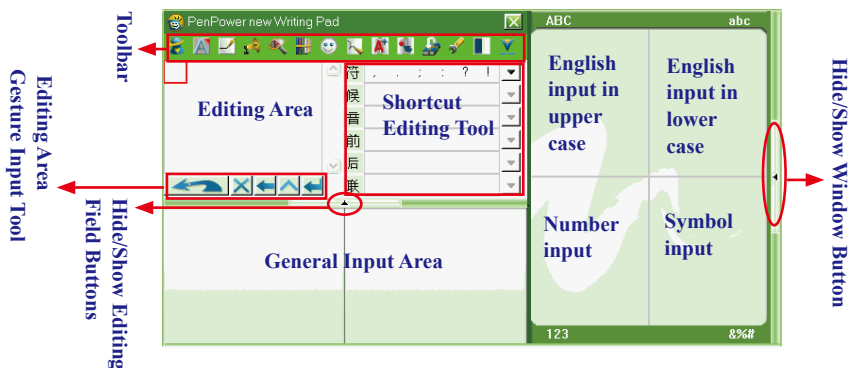 PenPower new Writing Pad
ABC
abc
Toolbar
符 , . ; : ? !
候
音
前
后
联
Editing Area
Shortcut
Editing Tool
English
input in
upper
case
English
input in
lower
case
Editing Area
Gesture Input Tool
Hide/Show Editing
Field Buttons
Hide/Show Window Button
General Input Area
Number
input
Symbol
input
123
&%#